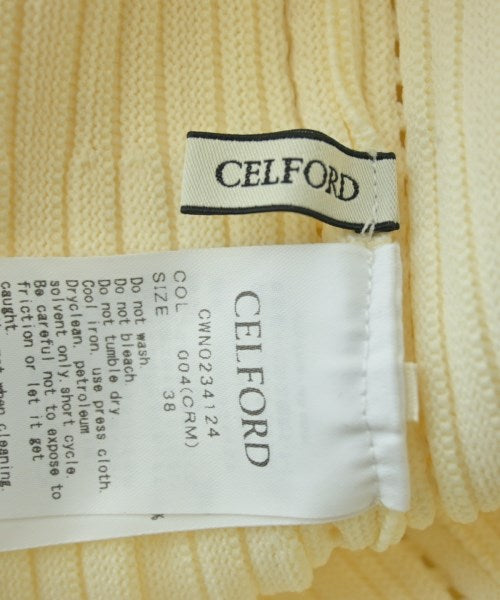 CELFORD
CELFORD
CWNO234124
COL 004(CRM)
SIZE 38
Do not wash.
Do not bleach.
Do not tumble dry.
Cool iron. use press cloth.
Dryclean. petroleum
solvent only. short cycle.
Be careful not to expose to
friction or let it get
caught.
when cleaning.